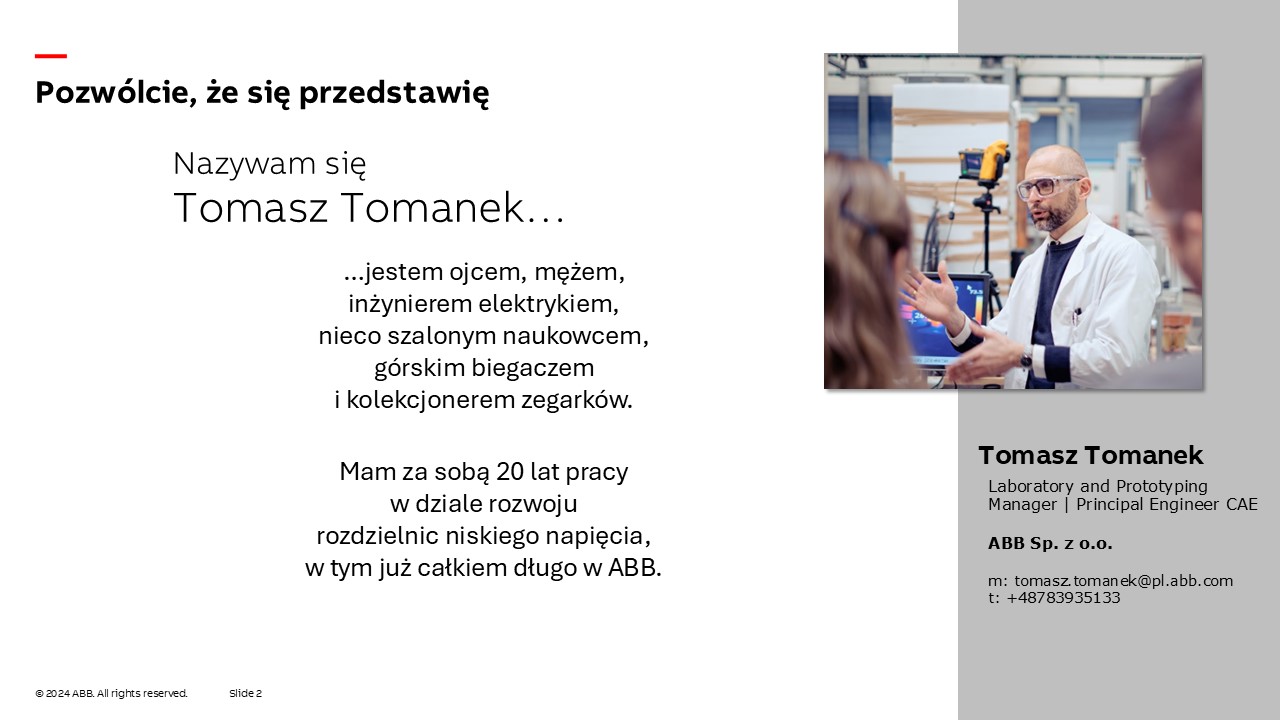 Pozwólcie, że się przedstawię
Nazywam się
Tomasz Tomanek...
...jestem ojcem, mężem,
inżynierem elektrykiem,
nieco szalonym naukowcem,
górskim biegaczem
i kolekcjonerem zegarków.
Mam za sobą 20 lat pracy
w dziale rozwoju
rozdzielnic niskiego napięcia,
w tym już całkiem długo w ABB.
Tomasz Tomanek
Laboratory and Prototyping
Manager | Principal Engineer CAE
ABB Sp. z o.o.
m: tomasz.tomanek@pl.abb.com
t: +48783935133
© 2024 ABB. All rights reserved.
Slide 2